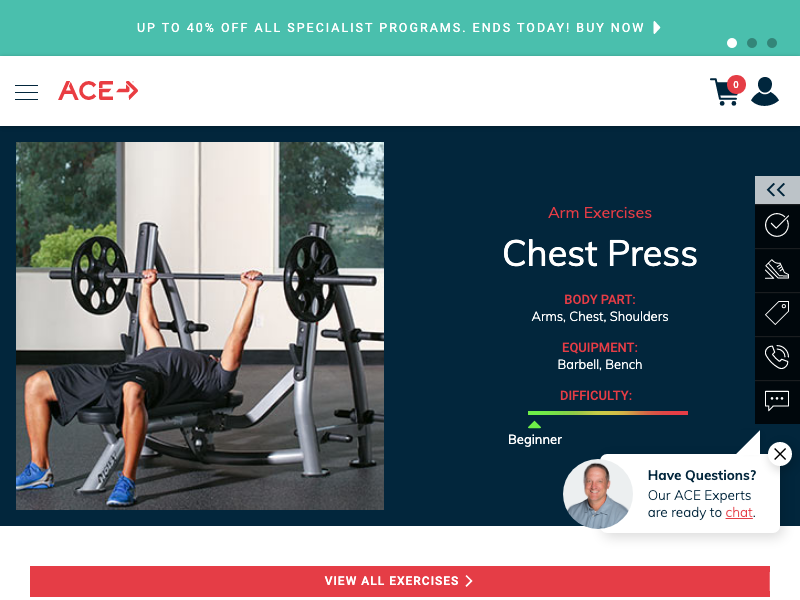 UP TO 40% OFF ALL SPECIALIST PROGRAMS. ENDS TODAY! BUY NOW
ACE
0
Arm Exercises
Chest Press
BODY PART:
Arms, Chest, Shoulders
EQUIPMENT:
Barbell, Bench
DIFFICULTY:
Beginner
Have Questions?
Our ACE Experts
are ready to chat.
VIEW ALL EXERCISES